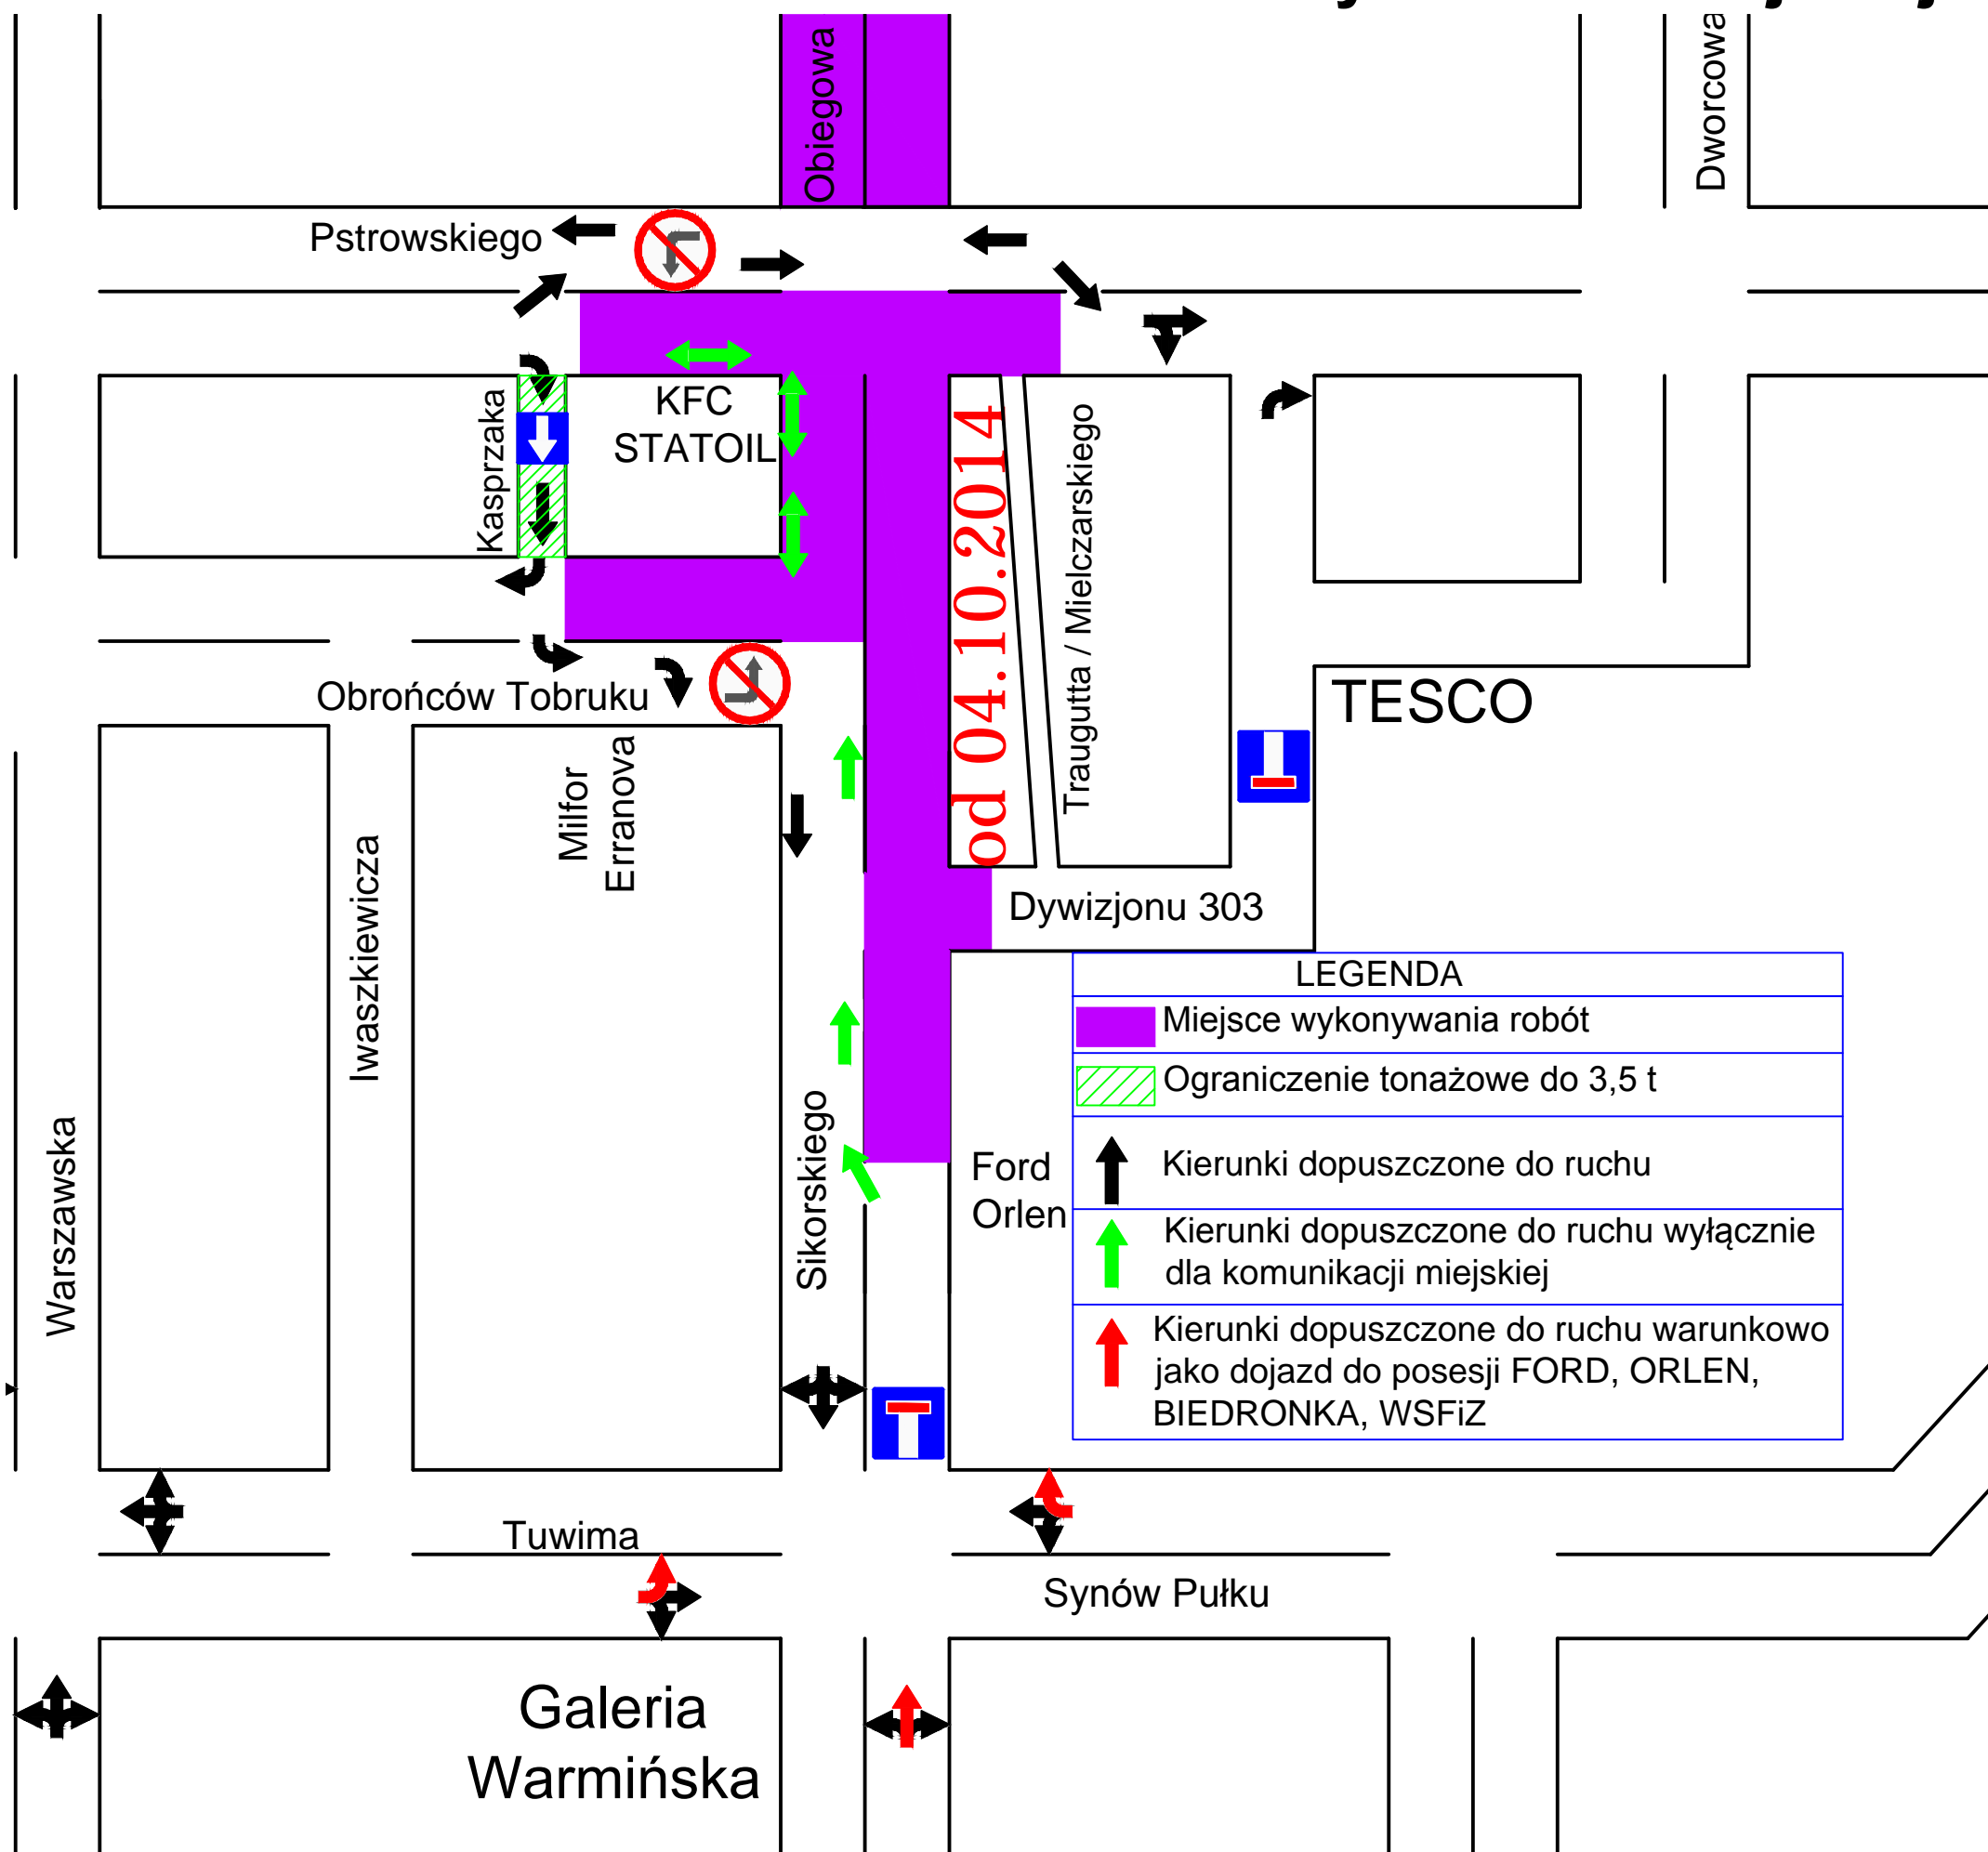 Obiegowa
Dworcowa
Pstrowskiego
KFC
STATOIL
Kasprzaka
od 04.10.2014
Traugutta / Mielczarskiego
Obrońców Tobruku
TESCO
Milfor
Erranova
Iwaszkiewicza
Dywizjonu 303
Warszawska
Sikorskiego
Ford
Orlen
LEGENDA
Miejsce wykonywania robót
Ograniczenie tonażowe do 3,5 t
Kierunki dopuszczone do ruchu
Kierunki dopuszczone do ruchu wyłącznie
dla komunikacji miejskiej
Kierunki dopuszczone do ruchu warunkowo
jako dojazd do posesji FORD, ORLEN,
BIEDRONKA, WSFiZ
Tuwima
Synów Pułku
Galeria
Warmińska